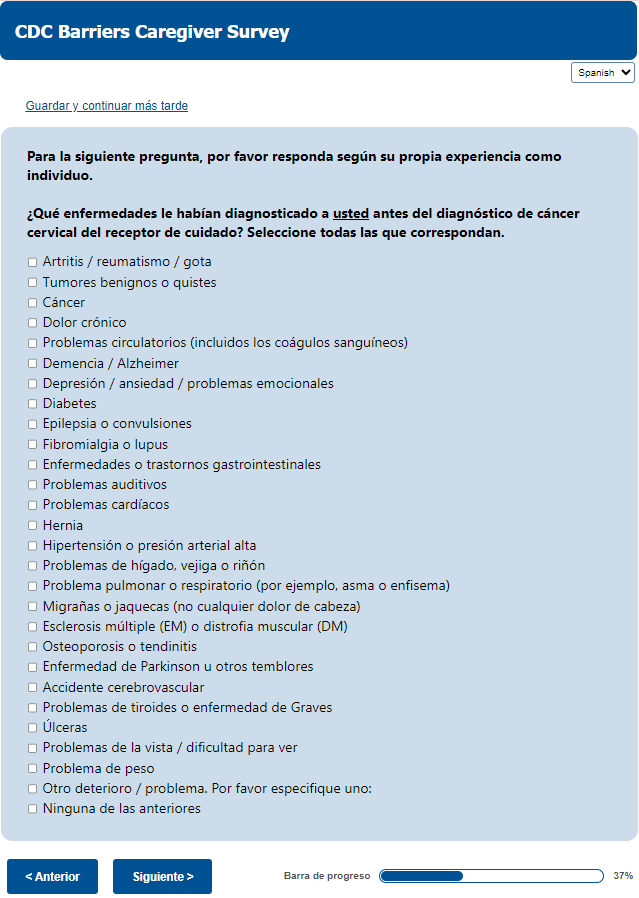 CDC Barriers Caregiver Survey
Spanish
Guardar y continuar más tarde
Para la siguiente pregunta, por favor responda según su propia experiencia como
individuo.
¿Qué enfermedades le habían diagnosticado a usted antes del diagnóstico de cáncer
cervical del receptor de cuidado? Seleccione todas las que correspondan.
Artritis / reumatismo / gota
Tumores benignos o quistes
Cáncer
Dolor crónico
Problemas circulatorios (incluidos los coágulos sanguíneos)
Demencia / Alzheimer
Depresión / ansiedad / problemas emocionales
Diabetes
Epilepsia o convulsiones
Fibromialgia o lupus
Enfermedades o trastornos gastrointestinales
Problemas auditivos
Problemas cardíacos
Hernia
Hipertensión o presión arterial alta
Problemas de hígado, vejiga o riñón
Problema pulmonar o respiratorio (por ejemplo, asma o enfisema)
Migrañas o jaquecas (no cualquier dolor de cabeza)
Esclerosis múltiple (EM) o distrofia muscular (DM)
Osteoporosis o tendinitis
Enfermedad de Parkinson u otros temblores
Accidente cerebrovascular
Problemas de tiroides o enfermedad de Graves
Úlceras
Problemas de la vista / dificultad para ver
Problema de peso
Otro deterioro / problema. Por favor especifique uno:
Ninguna de las anteriores
< Anterior
Siguiente >
Barra de progreso
37%